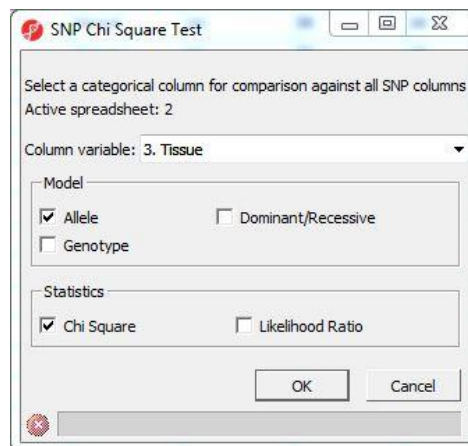 SNP Chi Square Test
Select a categorical column for comparison against all SNP columns
Active spreadsheet: 2
Column variable: 3. Tissue
Model
Allele Dominant/Recessive
Genotype
Statistics
Chi Square Likelihood Ratio
OK Cancel